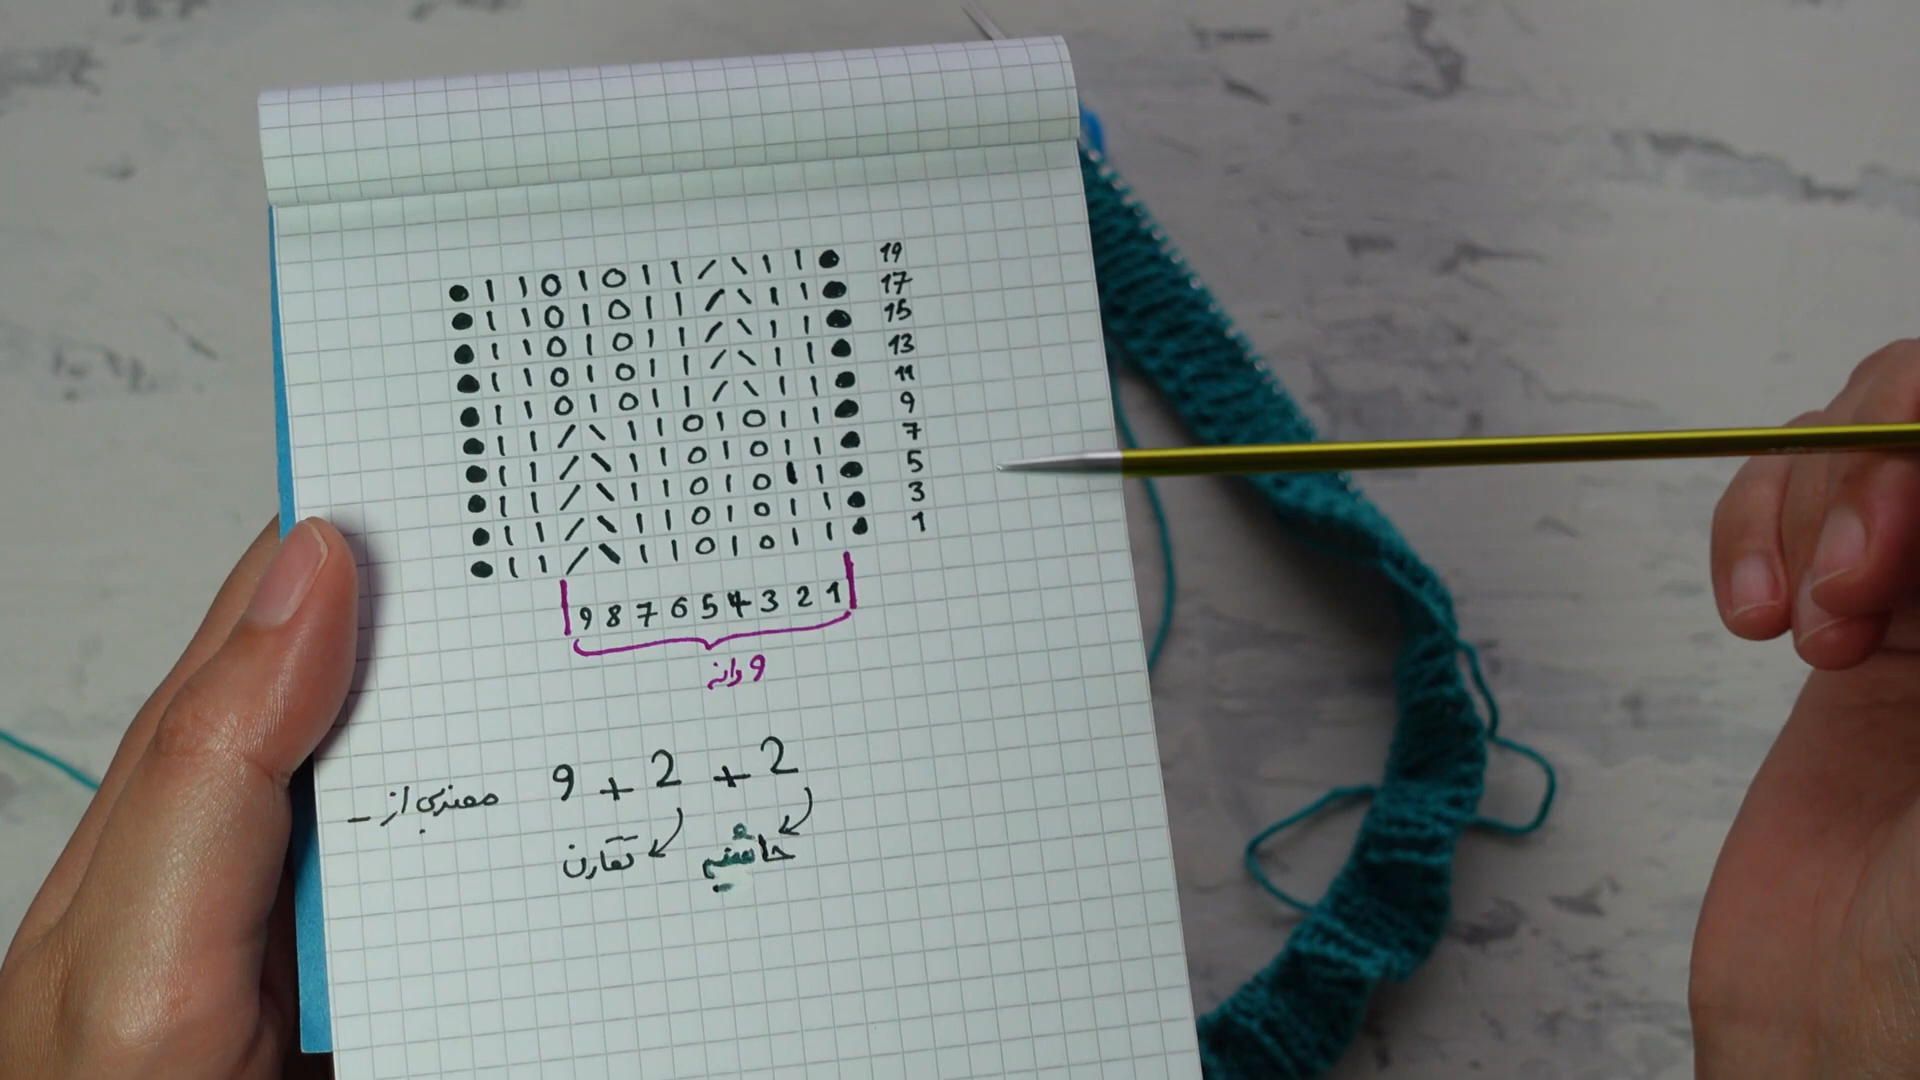 ● | | O | O | | / \ | | ● 19
● | | O | O | | / \ | | ● 17
● | | O | O | | / \ | | ● 15
● | | O | O | | / \ | | ● 13
● | | O | O | | / \ | | ● 11
● | | / \ | | O | O | | ● 9
● | | / \ | | O | O | | ● 7
● | | / \ | | O | O | | ● 5
● | | / \ | | O | O | | ● 3
● | | / \ | | O | O | | ● 1
9 8 7 6 5 4 3 2 1
9 دانه
مضربی از _ 9 + 2 + 2
تقارن حاشیه